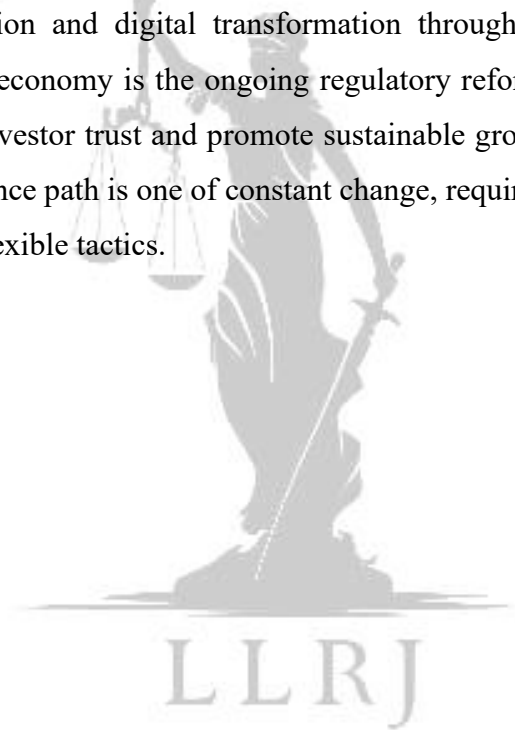 ion and digital transformation through
economy is the ongoing regulatory refor
vestor trust and promote sustainable gro
nce path is one of constant change, requir
exible tactics.
LLRJ